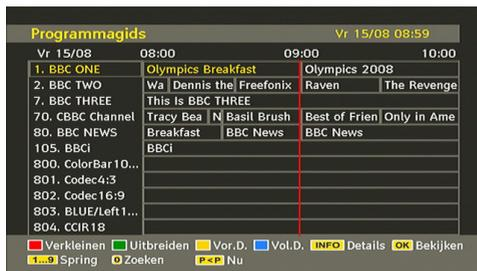 Programmagids Vr 15/08 08:59
Vr 15/08 08:00 09:00 10:00
1. BBC ONE Olympics Breakfast Olympics 2008
2. BBC TWO Wa Dennis the Freefonix Raven The Revenge
7. BBC THREE This Is BBC THREE
70. CBBC Channel Tracy Bea N Basil Brush Best of Frien Only in Ame
80. BBC NEWS Breakfast BBC News BBC News
105. BBCi BBCi
800. ColorBar10...
801. Codec4:3
802. Codec16:9
803. BLUE/Left1...
804. CCIR18
Verkleinen Uitbreiden Vor.D. Vol.D. INFO Details OK Bekijken
1...9 Spring 0 Zoeken P<P Nu